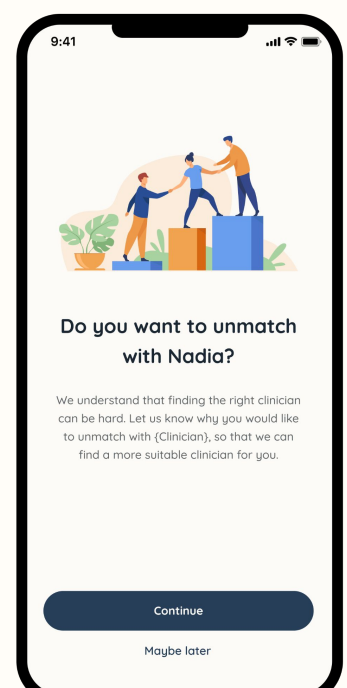 9:41
Do you want to unmatch
with Nadia?
We understand that finding the right clinician
can be hard. Let us know why you would like
to unmatch with {Clinician}, so that we can
find a more suitable clinician for you.
Continue
Maybe later